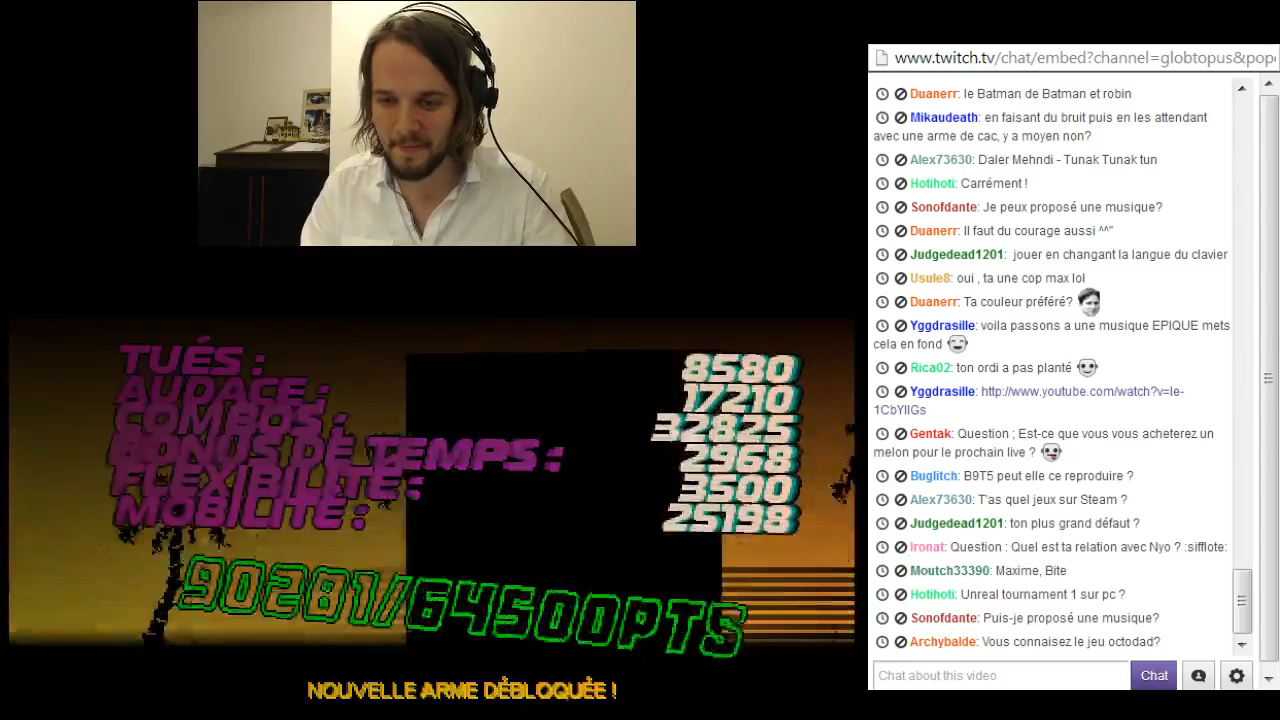 www.twitch.tv/chat/embed?channel=globtopus&pop
Duanerr: le Batman de Batman et robin
Mikaudeath: en faisant du bruit puis en les attendant
avec une arme de cac, y a moyen non?
Alex73630: Daler Mehndi - Tunak Tunak tun
Hotihoti: Carrément !
Sonofdante: Je peux proposé une musique?
Duanerr: Il faut du courage aussi ^^"
Judgedead1201: jouer en changant la langue du clavier
Usule8: oui , ta une cop max lol
Duanerr: Ta couleur préféré?
Yggdrasille: voila passons a une musique EPIQUE mets
cela en fond
Rica02: ton ordi a pas planté
Yggdrasille: http://www.youtube.com/watch?v=Ie-
1CbYIlGs
Gentak: Question ; Est-ce que vous vous acheterez un
melon pour le prochain live ?
Buglitch: B9T5 peut elle ce reproduire ?
Alex73630: T'as quel jeux sur Steam ?
Judgedead1201: ton plus grand défaut ?
Ironat: Question : Quel est ta relation avec Nyo ? :sifflote:
Moutch33390: Maxime, Bite
Hotihoti: Unreal tournament 1 sur pc ?
Sonofdante: Puis-je proposé une musique?
Archybalde: Vous connaisez le jeu octodad?
Chat about this video
Chat
TUÉS : 8580
AUDACE : 17210
COMBOS : 32825
BONUS DE TEMPS : 2968
FLEXIBILITÉ : 3500
MOBILITÉ : 25198
90281/64500PTS
NOUVELLE ARME DÉBLOQUÉE !